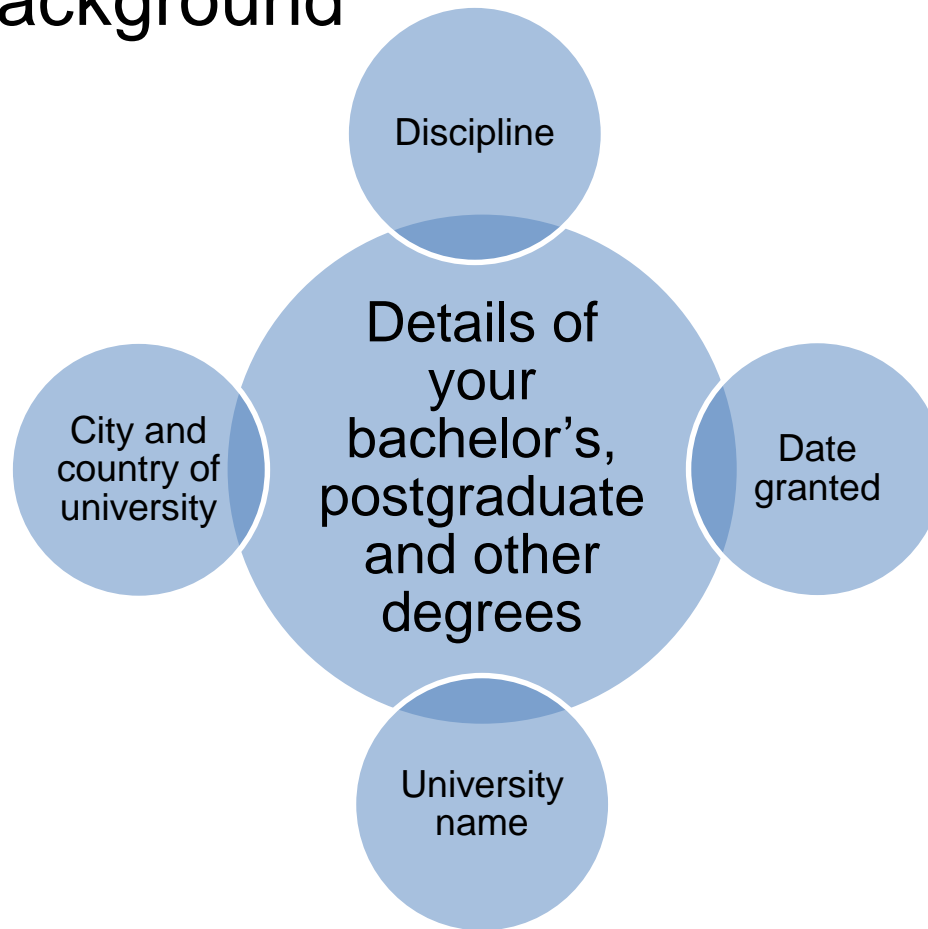 ackground
Discipline
Details of
your
bachelor’s,
postgraduate
and other
degrees
City and
country of
university
Date
granted
University
name